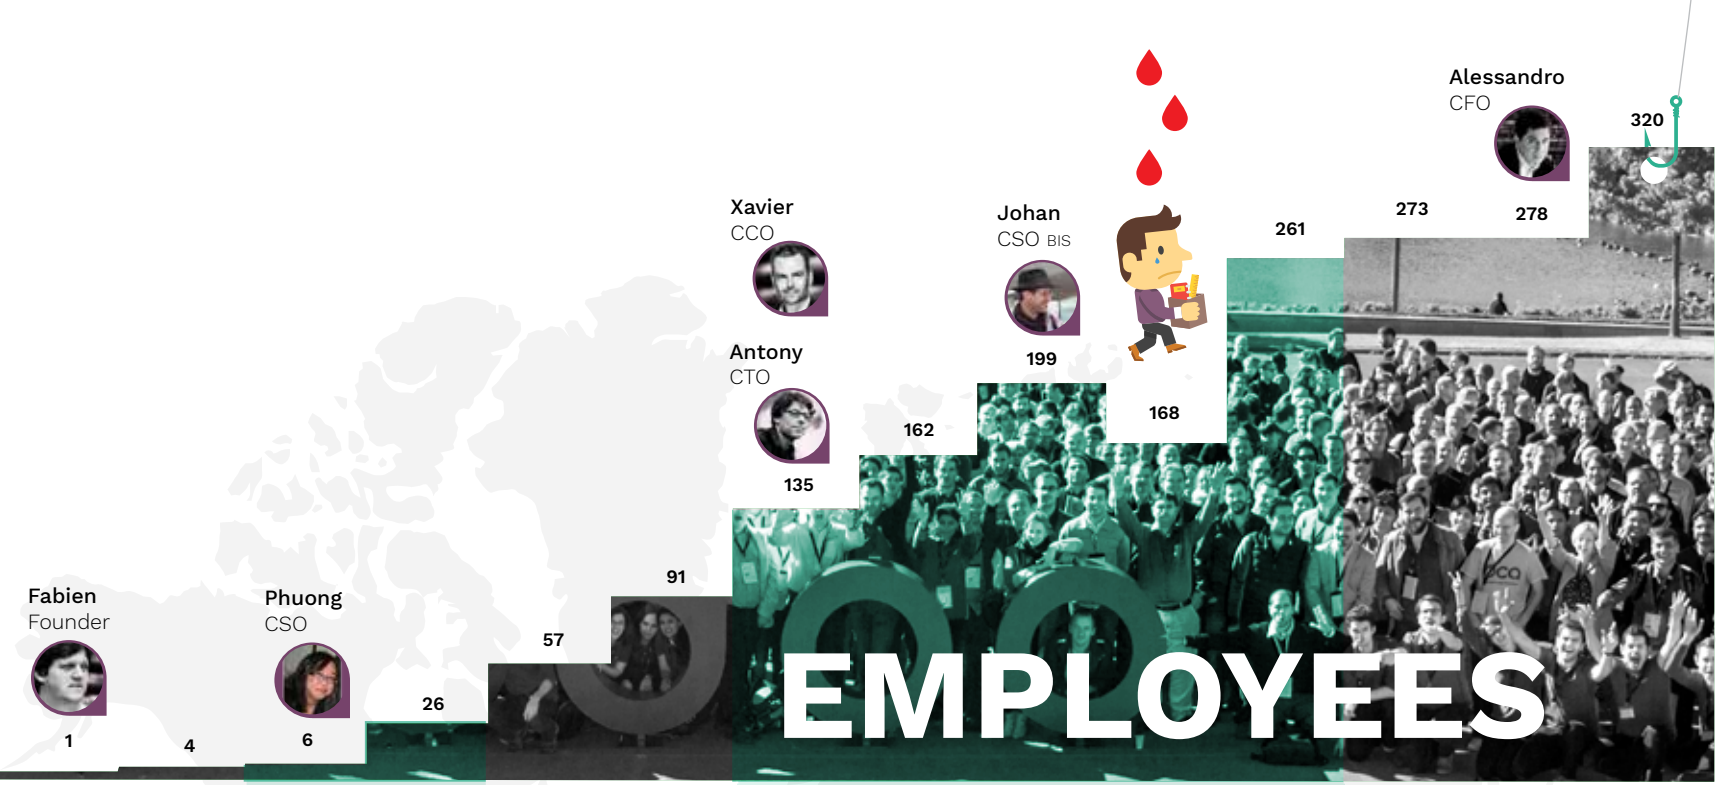 Fabien
Founder
1
4
Phuong
CSO
6
26
57
91
Xavier
CCO
Antony
CTO
135
162
Johan
CSO BIS
199
168
261
273
Alessandro
CFO
278
320
EMPLOYEES